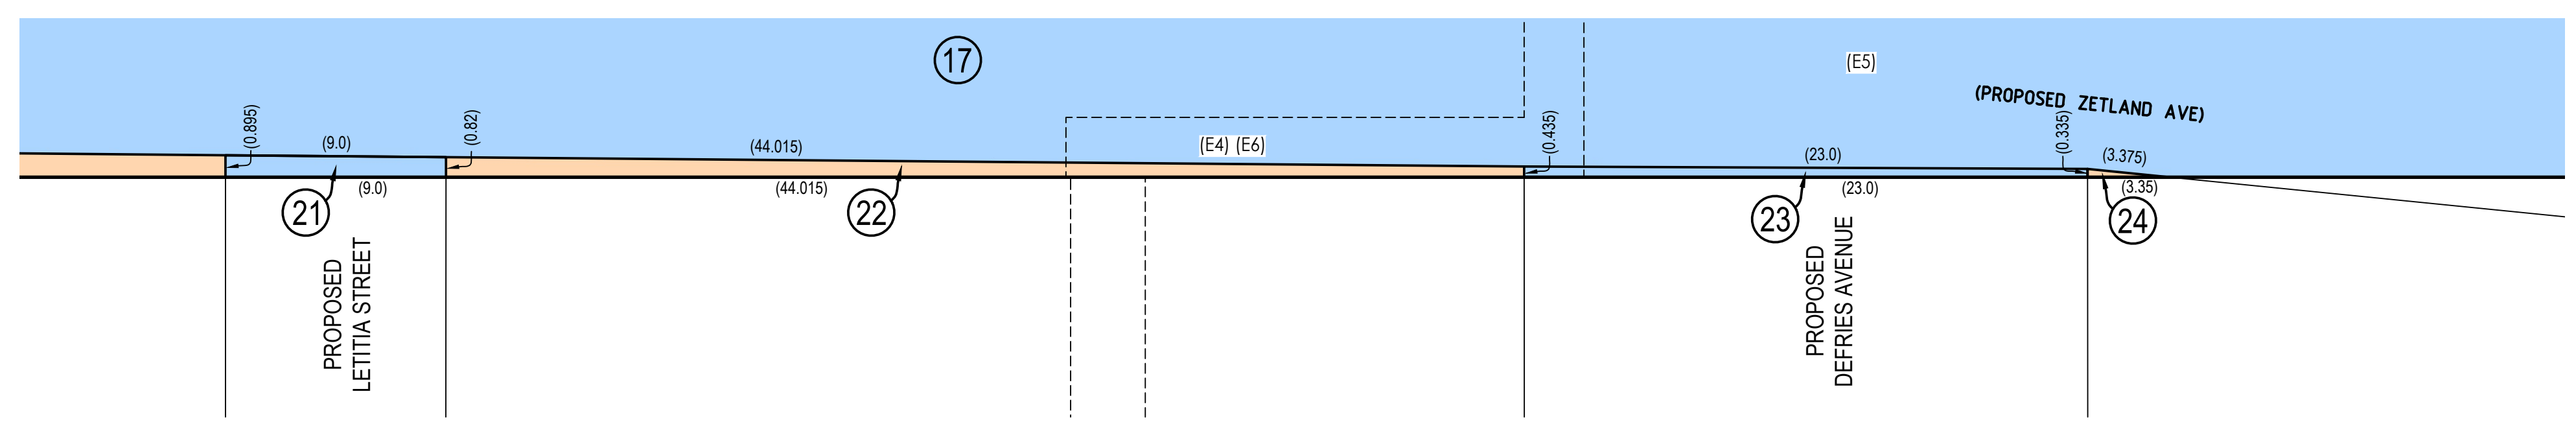 17
(E5)
(PROPOSED ZETLAND AVE)
(0.895)
(9.0)
(0.82)
(44.015)
(E4) (E6)
(0.435)
(23.0)
(0.335)
(3.375)
(9.0)
(44.015)
(23.0)
(3.35)
21
22
23
24
PROPOSED
LETITIA STREET
PROPOSED
DEFRIES AVENUE